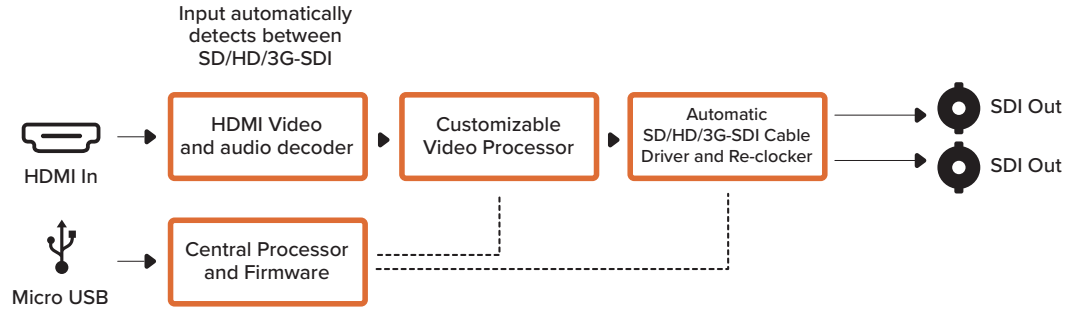 Input automatically
detects between
SD/HD/3G-SDI
HDMI In
HDMI Video
and audio decoder
Customizable
Video Processor
Automatic
SD/HD/3G-SDI Cable
Driver and Re-clocker
SDI Out
SDI Out
Micro USB
Central Processor
and Firmware